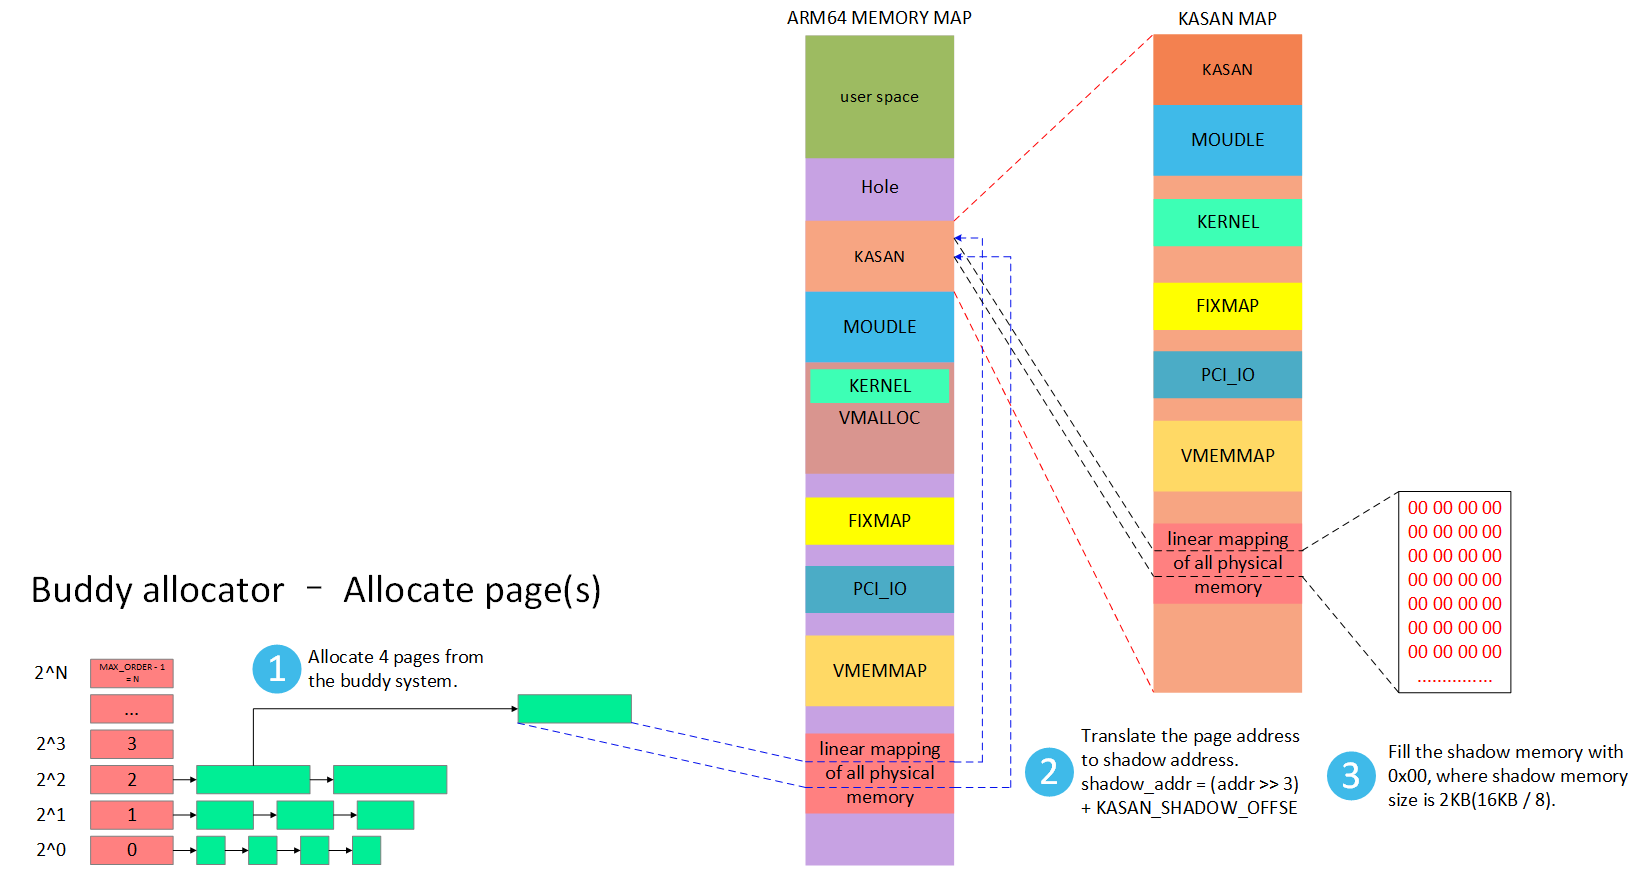 ARM64 MEMORY MAP
user space
Hole
KASAN
MOUDLE
KERNEL
VMALLOC
FIXMAP
PCI_IO
VMEMMAP
linear mapping
of all physical
memory
KASAN MAP
KASAN
MOUDLE
KERNEL
FIXMAP
PCI_IO
VMEMMAP
linear mapping
of all physical
memory
00 00 00 00
00 00 00 00
00 00 00 00
00 00 00 00
00 00 00 00
00 00 00 00
00 00 00 00
...............
Buddy allocator - Allocate page(s)
1
Allocate 4 pages from
the buddy system.
2^N
MAX_ORDER - 1
= N
...
2^3
3
2^2
2
2^1
1
2^0
0
2
Translate the page address
to shadow address.
shadow_addr = (addr >> 3)
+ KASAN_SHADOW_OFFSE
3
Fill the shadow memory with
0x00, where shadow memory
size is 2KB(16KB / 8).